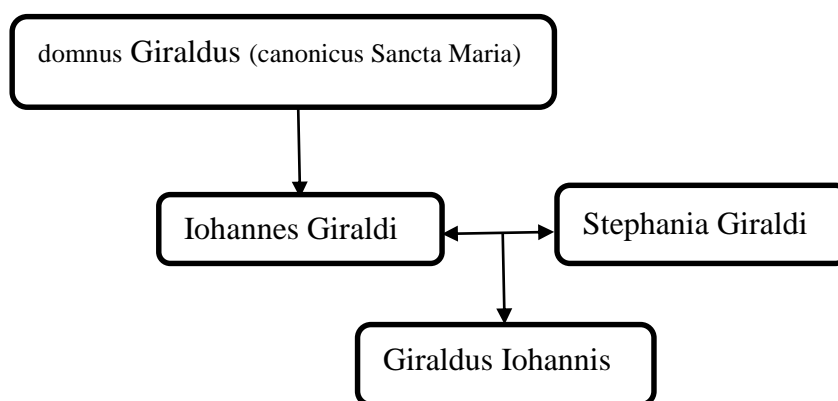 domnus Giraldus (canonicus Sancta Maria)
Iohannes Giraldi
Stephania Giraldi
Giraldus Iohannis